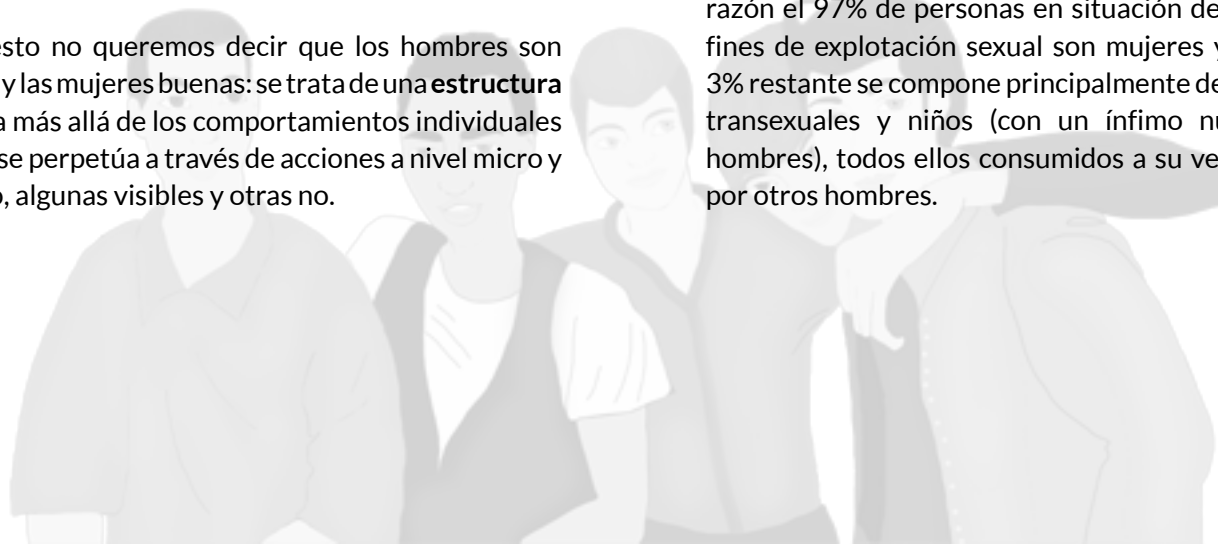 esto no queremos decir que los hombres son
y las mujeres buenas: se trata de una estructura
a más allá de los comportamientos individuales
se perpetúa a través de acciones a nivel micro y
o, algunas visibles y otras no.
razón el 97% de personas en situación de
fines de explotación sexual son mujeres y
3% restante se compone principalmente de
transexuales y niños (con un ínfimo nu
hombres), todos ellos consumidos a su ve
por otros hombres.